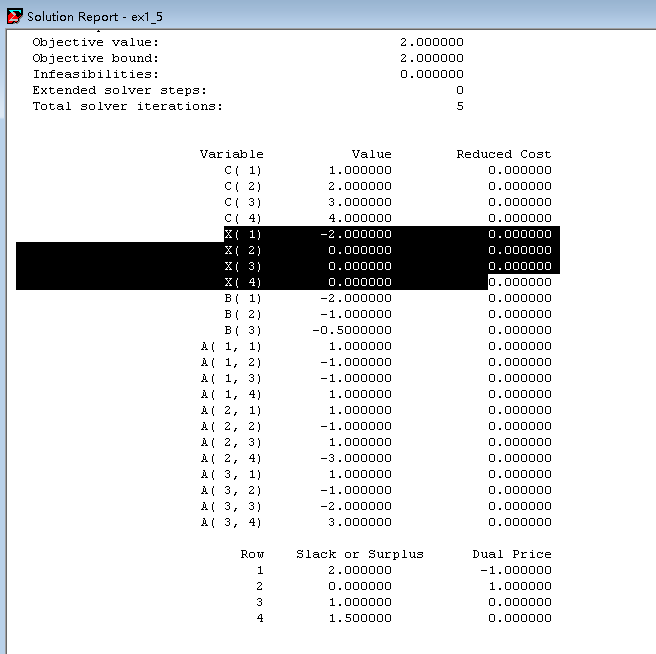 Solution Report - ex1_5
Objective value: 2.000000
Objective bound: 2.000000
Infeasibilities: 0.000000
Extended solver steps: 0
Total solver iterations: 5
Variable Value Reduced Cost
C( 1) 1.000000 0.000000
C( 2) 2.000000 0.000000
C( 3) 3.000000 0.000000
C( 4) 4.000000 0.000000
X( 1) -2.000000 0.000000
X( 2) 0.000000 0.000000
X( 3) 0.000000 0.000000
X( 4) 0.000000 0.000000
B( 1) -2.000000 0.000000
B( 2) -1.000000 0.000000
B( 3) -0.5000000 0.000000
A( 1, 1) 1.000000 0.000000
A( 1, 2) -1.000000 0.000000
A( 1, 3) -1.000000 0.000000
A( 1, 4) 1.000000 0.000000
A( 2, 1) 1.000000 0.000000
A( 2, 2) -1.000000 0.000000
A( 2, 3) 1.000000 0.000000
A( 2, 4) -3.000000 0.000000
A( 3, 1) 1.000000 0.000000
A( 3, 2) -1.000000 0.000000
A( 3, 3) -2.000000 0.000000
A( 3, 4) 3.000000 0.000000
Row Slack or Surplus Dual Price
1 2.000000 -1.000000
2 0.000000 1.000000
3 1.000000 0.000000
4 1.500000 0.000000